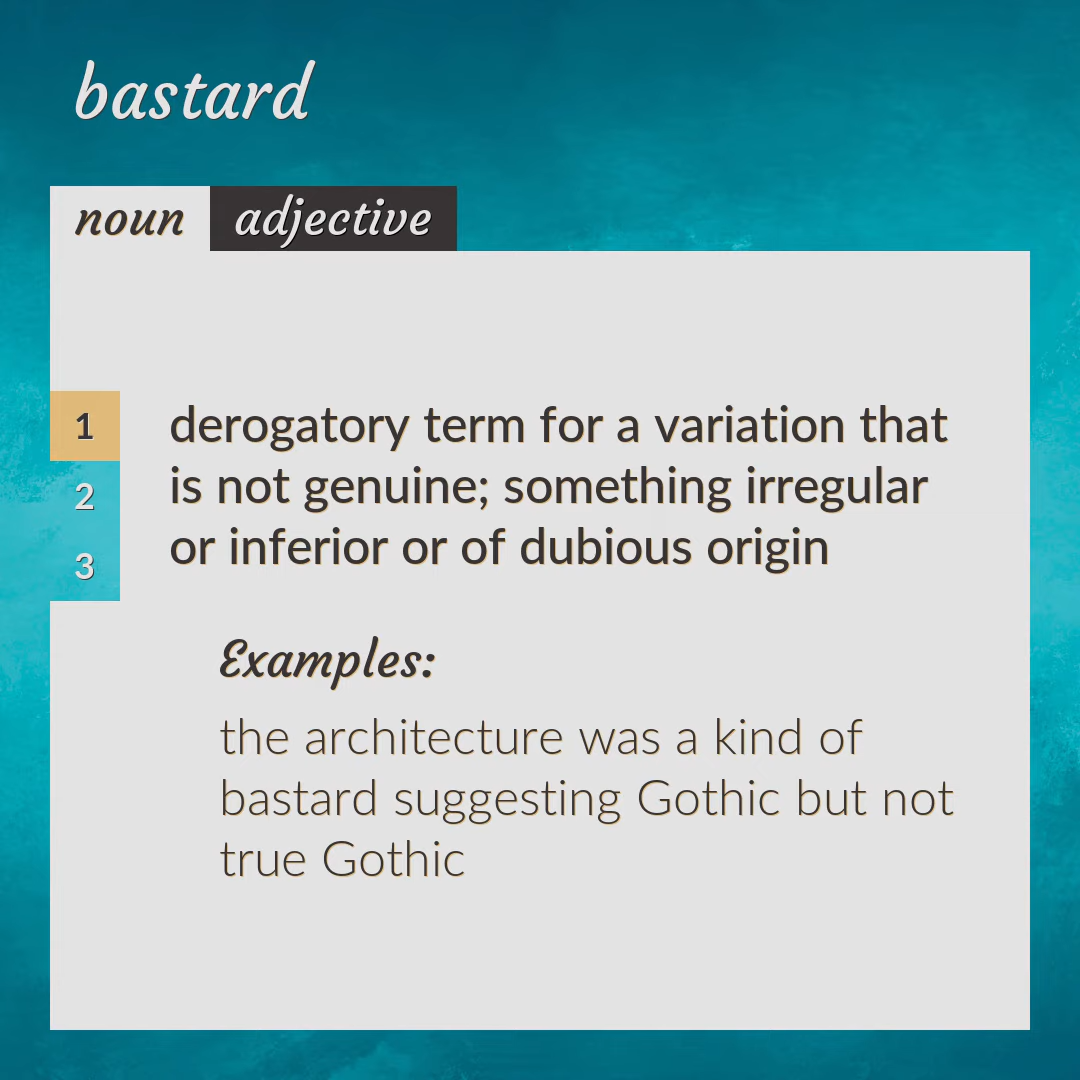 bastard
noun adjective
1
2
3
derogatory term for a variation that
is not genuine; something irregular
or inferior or of dubious origin
Examples:
the architecture was a kind of
bastard suggesting Gothic but not
true Gothic